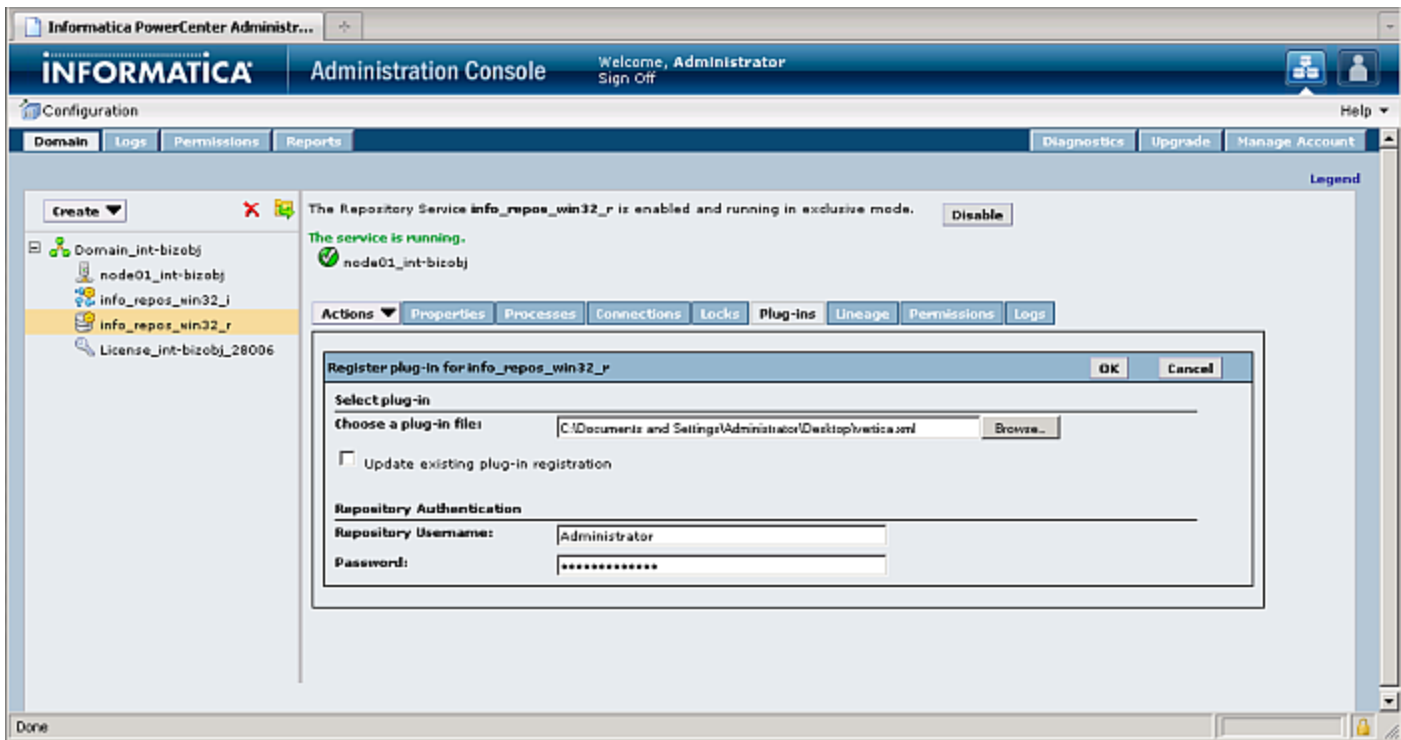 Informatica PowerCenter Administr...
INFORMATICA
Administration Console
Welcome, Administrator
Sign Off
Configuration
Help
Domain Logs Permissions Reports Diagnostics Upgrade Manage Account
Legend
Create
The Repository Service info_repos_win32_r is enabled and running in exclusive mode. Disable
The service is running.
node01_int-bizobj
Domain_int-bizobj
node01_int-bizobj
info_repos_win32_i
info_repos_win32_r
License_int-bizobj_28006
Actions Properties Processes Connections Locks Plug-ins Lineage Permissions Logs
Register plug-in for info_repos_win32_r OK Cancel
Select plug-in
Choose a plug-in file: C:\Documents and Settings\Administrator\Desktop\vertica.xml Browse...
Update existing plug-in registration
Repository Authentication
Repository Username: Administrator
Password: •••••••••••••
Done